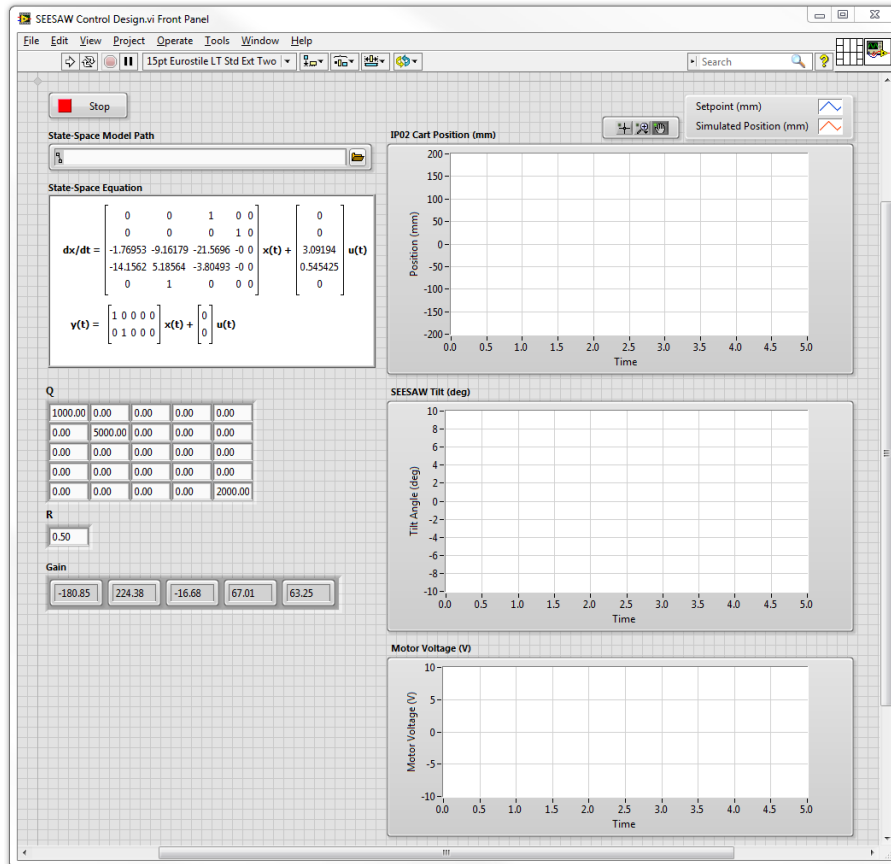 SEESAW Control Design.vi Front Panel
File Edit View Project Operate Tools Window Help
15pt Eurostile LT Std Ext Two
Search
Stop
State-Space Model Path
State-Space Equation
0 0 1 0 0 0
0 0 0 1 0 0
dx/dt = -1.76953 -9.16179 -21.5696 -0 0 x(t) + 3.09194 u(t)
-14.1562 5.18564 -3.80493 -0 0 0.545425
0 1 0 0 0 0
y(t) = 1 0 0 0 0 x(t) + 0 u(t)
0 1 0 0 0 0
Q
1000.00 0.00 0.00 0.00 0.00
0.00 5000.00 0.00 0.00 0.00
0.00 0.00 0.00 0.00 0.00
0.00 0.00 0.00 0.00 0.00
0.00 0.00 0.00 0.00 2000.00
R
0.50
Gain
-180.85 224.38 -16.68 67.01 63.25
Setpoint (mm)
Simulated Position (mm)
IP02 Cart Position (mm)
Position (mm)
200
150
100
50
0
-50
-100
-150
-200
0.0 0.5 1.0 1.5 2.0 2.5 3.0 3.5 4.0 4.5 5.0
Time
SEESAW Tilt (deg)
Tilt Angle (deg)
10
8
6
4
2
0
-2
-4
-6
-8
-10
0.0 0.5 1.0 1.5 2.0 2.5 3.0 3.5 4.0 4.5 5.0
Time
Motor Voltage (V)
Motor Voltage (V)
10
5
0
-5
-10
0.0 0.5 1.0 1.5 2.0 2.5 3.0 3.5 4.0 4.5 5.0
Time